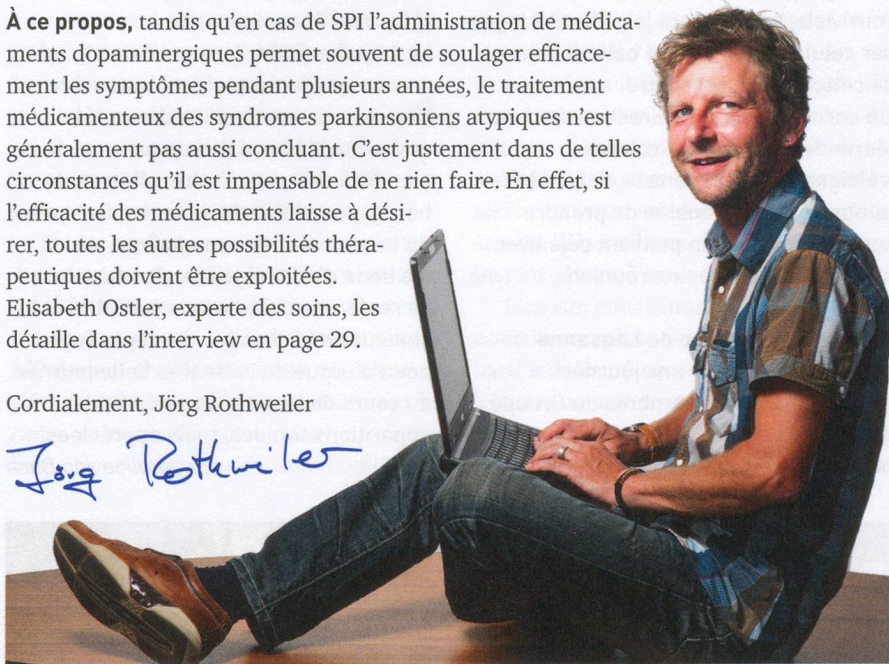 À ce propos, tandis qu'en cas de SPI l'administration de médica-
ments dopaminergiques permet souvent de soulager efficace-
ment les symptômes pendant plusieurs années, le traitement
médicamenteux des syndromes parkinsoniens atypiques n'est
généralement pas aussi concluant. C'est justement dans de telles
circonstances qu'il est impensable de ne rien faire. En effet, si
l'efficacité des médicaments laisse à dési-
rer, toutes les autres possibilités théra-
peutiques doivent être exploitées.
Elisabeth Ostler, experte des soins, les
détaille dans l'interview en page 29.
Cordialement, Jörg Rothweiler
Jörg Rothweiler